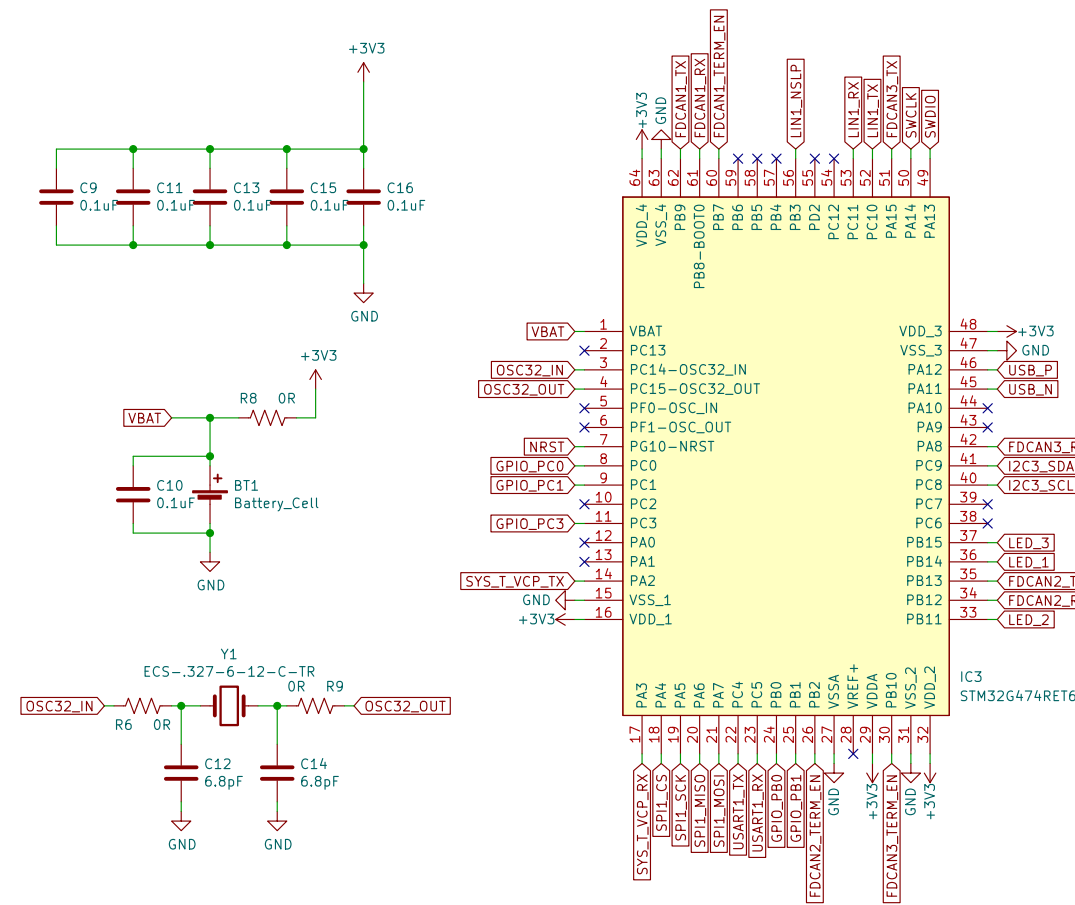 +3V3
C9
0.1uF
C11
0.1uF
C13
0.1uF
C15
0.1uF
C16
0.1uF
GND
+3V3
R8 0R
VBAT
C10
0.1uF
+
BT1
Battery_Cell
GND
Y1
ECS-.327-6-12-C-TR
OSC32_IN
R6 0R
0R R9
OSC32_OUT
C12
6.8pF
C14
6.8pF
GND
GND
+3V3
GND
FDCAN1_TX
FDCAN1_RX
FDCAN1_TERM_EN
LIN1_NSLP
LIN1_RX
LIN1_TX
FDCAN3_TX
SWCLK
SWDIO
64 VDD_4
63 VSS_4
62 PB9
61 PB8-BOOT0
60 PB7
59 PB6
58 PB5
57 PB4
56 PB3
55 PD2
54 PC12
53 PC11
52 PC10
51 PA15
50 PA14
49 PA13
VBAT 1 VBAT
2 PC13
OSC32_IN 3 PC14-OSC32_IN
OSC32_OUT 4 PC15-OSC32_OUT
5 PF0-OSC_IN
6 PF1-OSC_OUT
NRST 7 PG10-NRST
GPIO_PC0 8 PC0
GPIO_PC1 9 PC1
10 PC2
GPIO_PC3 11 PC3
12 PA0
13 PA1
SYS_T_VCP_TX 14 PA2
GND 15 VSS_1
+3V3 16 VDD_1
VDD_3 48 +3V3
VSS_3 47 GND
PA12 46 USB_P
PA11 45 USB_N
PA10 44
PA9 43
PA8 42 FDCAN3_R
PC9 41 I2C3_SDA
PC8 40 I2C3_SCL
PC7 39
PC6 38
PB15 37 LED_3
PB14 36 LED_1
PB13 35 FDCAN2_T
PB12 34 FDCAN2_R
PB11 33 LED_2
IC3
STM32G474RET6
PA3 17 SYS_T_VCP_RX
PA4 18 SPI1_CS
PA5 19 SPI1_SCK
PA6 20 SPI1_MISO
PA7 21 SPI1_MOSI
PC4 22 USART1_TX
PC5 23 USART1_RX
PB0 24 GPIO_PB0
PB1 25 GPIO_PB1
PB2 26 FDCAN2_TERM_EN
VSSA 27 GND
VREF+ 28
VDDA 29 +3V3
PB10 30 FDCAN3_TERM_EN
VSS_2 31 GND
VDD_2 32 +3V3